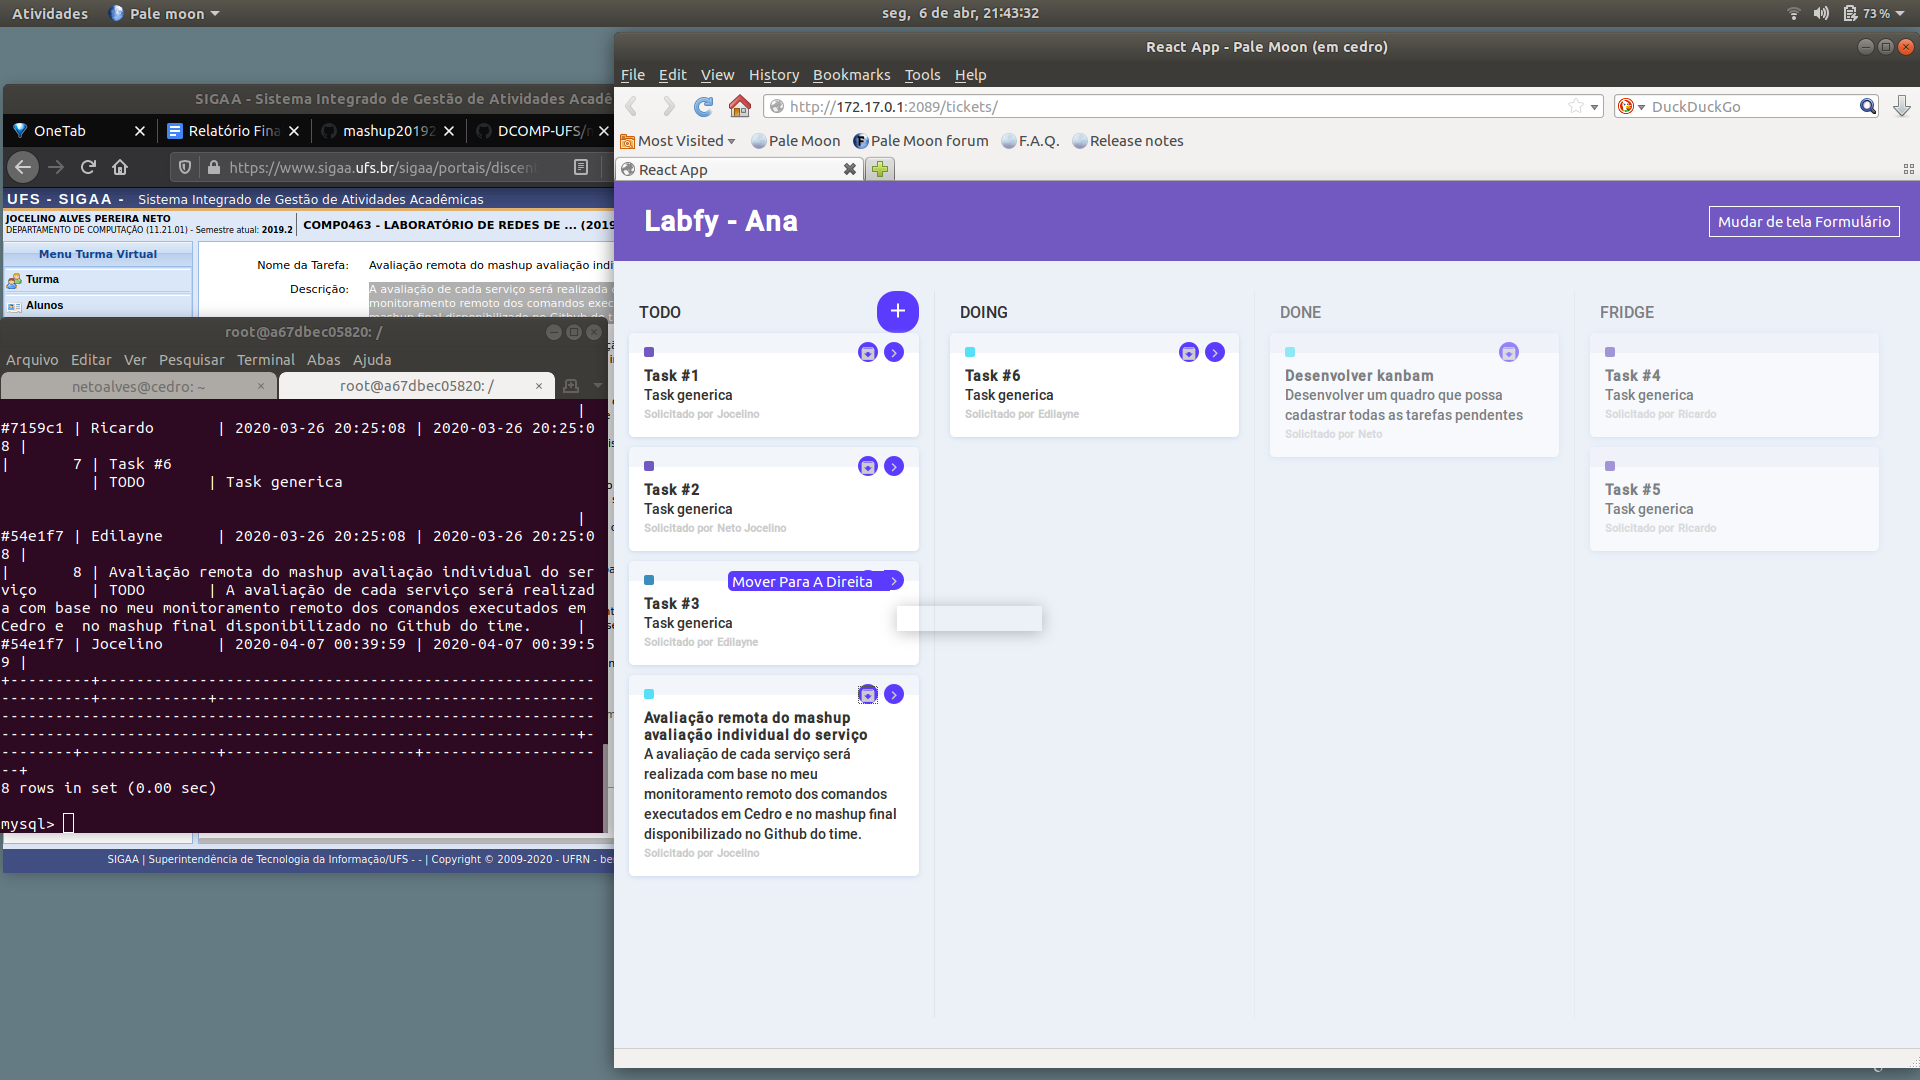 Atividades
Pale moon
seg, 6 de abr, 21:43:32
73 %
SIGAA - Sistema Integrado de Gestão de Atividades Acadê
OneTab
Relatório Fina
mashup20192
DCOMP-UFS/
https://www.sigaa.ufs.br/sigaa/portais/discen
UFS - SIGAA - Sistema Integrado de Gestão de Atividades Acadêmicas
JOCELINO ALVES PEREIRA NETO
DEPARTAMENTO DE COMPUTAÇÃO (11.21.01) - Semestre atual: 2019.2
COMP0463 - LABORATÓRIO DE REDES DE ... (2019
Menu Turma Virtual
Turma
Alunos
Nome da Tarefa: Avaliação remota do mashup avaliação indi
Descrição: A avaliação de cada serviço será realizada
monitoramento remoto dos comandos exec
mashup final disponibilizado no Github do t
root@a67dbec05820: /
Arquivo Editar Ver Pesquisar Terminal Abas Ajuda
netoalves@cedro: ~
root@a67dbec05820: /
|
#7159c1 | Ricardo | 2020-03-26 20:25:08 | 2020-03-26 20:25:0
8 |
| 7 | Task #6
| TODO | Task generica
|
#54e1f7 | Edilayne | 2020-03-26 20:25:08 | 2020-03-26 20:25:0
8 |
| 8 | Avaliação remota do mashup avaliação individual do ser
viço | TODO | A avaliação de cada serviço será realizad
a com base no meu monitoramento remoto dos comandos executados em
Cedro e no mashup final disponibilizado no Github do time. |
#54e1f7 | Jocelino | 2020-04-07 00:39:59 | 2020-04-07 00:39:5
9 |
8 rows in set (0.00 sec)
mysql>
SIGAA | Superintendência de Tecnologia da Informação/UFS - - | Copyright © 2009-2020 - UFRN - ben
React App - Pale Moon (em cedro)
File Edit View History Bookmarks Tools Help
http://172.17.0.1:2089/tickets/
DuckDuckGo
Most Visited
Pale Moon
Pale Moon forum
F.A.Q.
Release notes
React App
Labfy - Ana
Mudar de tela Formulário
TODO
+
Task #1
Task generica
Solicitado por Jocelino
Task #2
Task generica
Solicitado por Neto Jocelino
Mover Para A Direita
Task #3
Task generica
Solicitado por Edilayne
Avaliação remota do mashup
avaliação individual do serviço
A avaliação de cada serviço será
realizada com base no meu
monitoramento remoto dos comandos
executados em Cedro e no mashup final
disponibilizado no Github do time.
Solicitado por Jocelino
DOING
Task #6
Task generica
Solicitado por Edilayne
DONE
Desenvolver kanbam
Desenvolver um quadro que possa
cadastrar todas as tarefas pendentes
Solicitado por Neto
FRIDGE
Task #4
Task generica
Solicitado por Ricardo
Task #5
Task generica
Solicitado por Ricardo